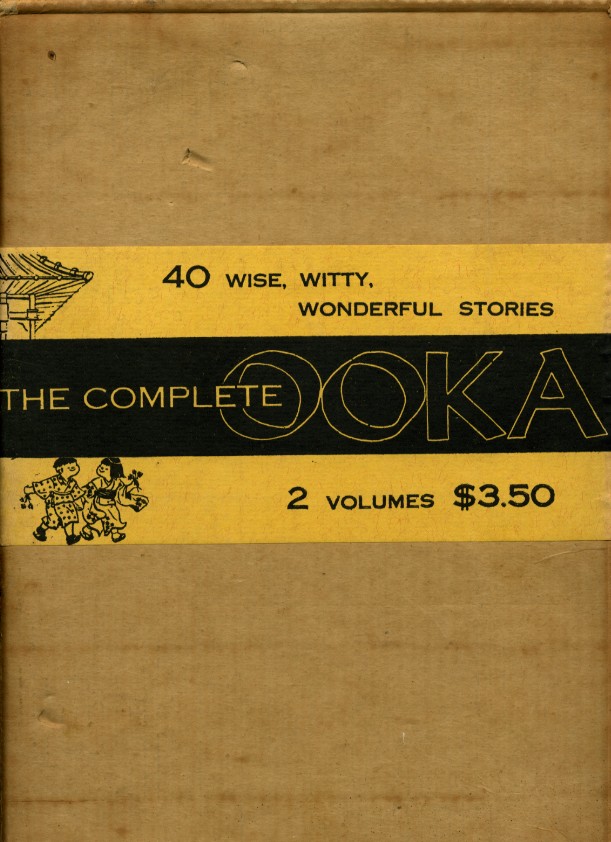 40 WISE, WITTY,
WONDERFUL STORIES
THE COMPLETE OOKA
2 VOLUMES $3.50